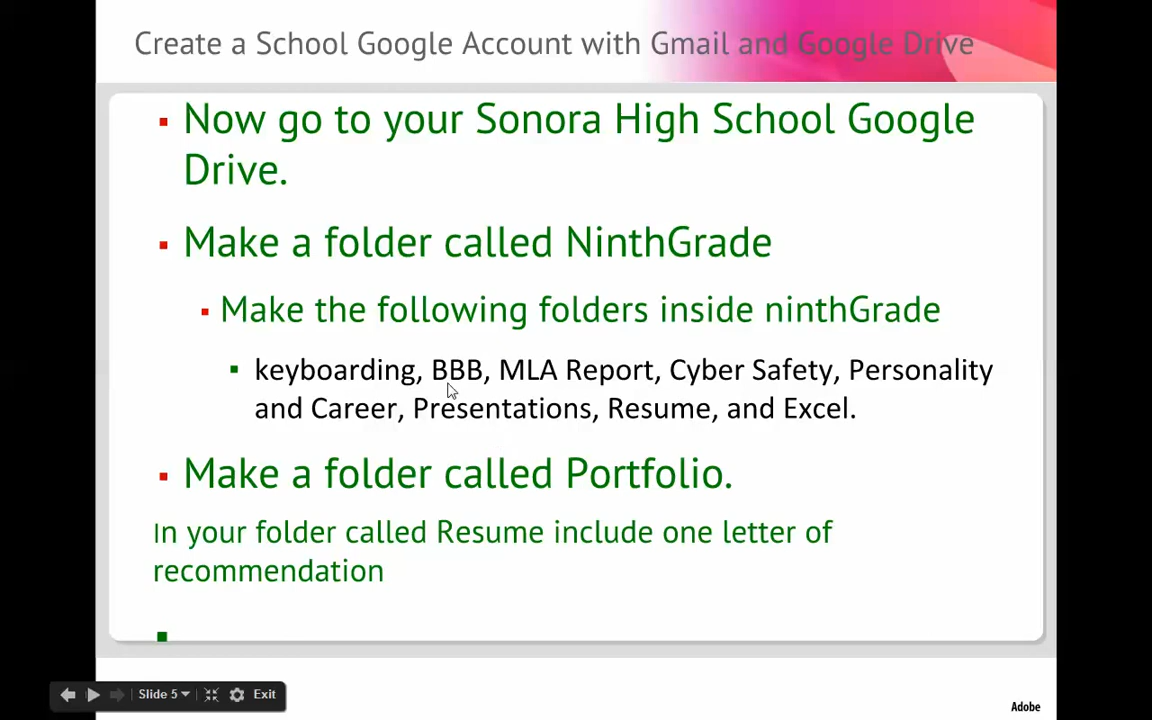 Create a School Google Account with Gmail and Google Drive
Now go to your Sonora High School Google
Drive.
Make a folder called NinthGrade
Make the following folders inside ninthGrade
keyboarding, BBB, MLA Report, Cyber Safety, Personality
and Career, Presentations, Resume, and Excel.
Make a folder called Portfolio.
In your folder called Resume include one letter of
recommendation
Slide 5 Exit
Adobe